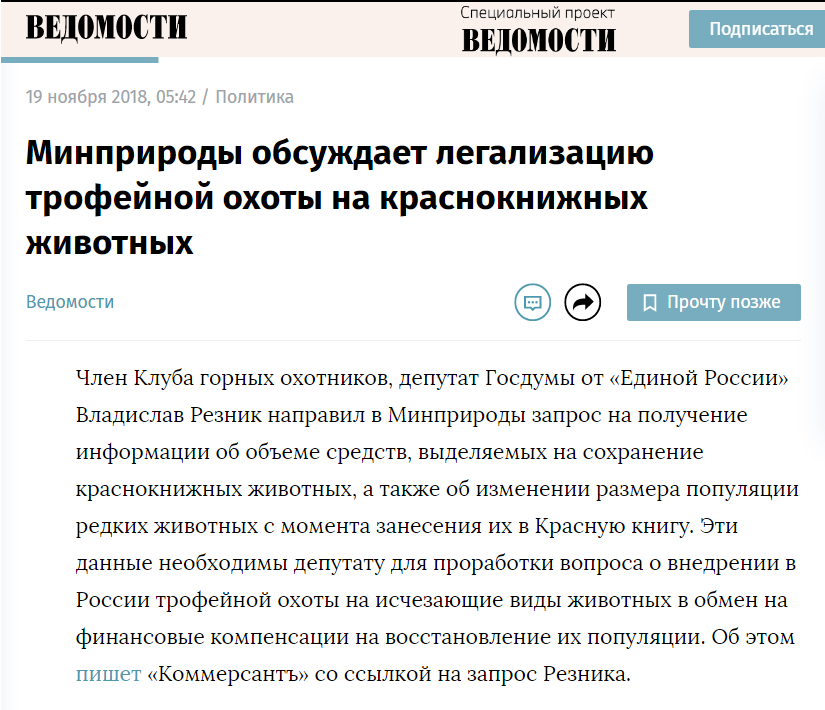 ВЕДОМОСТИ
Специальный проект
ВЕДОМОСТИ
Подписаться
19 ноября 2018, 05:42 / Политика
Минприроды обсуждает легализацию
трофейной охоты на краснокнижных
животных
Ведомости
Прочту позже
Член Клуба горных охотников, депутат Госдумы от «Единой России»
Владислав Резник направил в Минприроды запрос на получение
информации об объеме средств, выделяемых на сохранение
краснокнижных животных, а также об изменении размера популяции
редких животных с момента занесения их в Красную книгу. Эти
данные необходимы депутату для проработки вопроса о внедрении в
России трофейной охоты на исчезающие виды животных в обмен на
финансовые компенсации на восстановление их популяции. Об этом
пишет «Коммерсантъ» со ссылкой на запрос Резника.